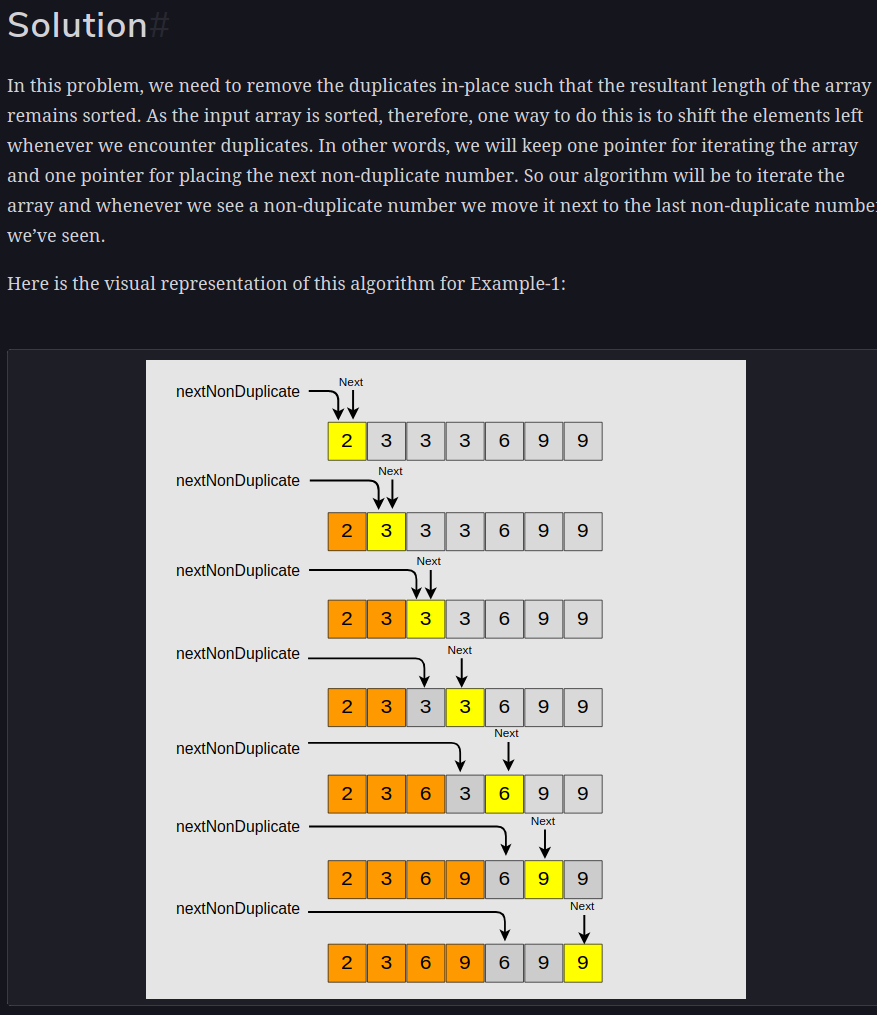 Solution#
In this problem, we need to remove the duplicates in-place such that the resultant length of the array
remains sorted. As the input array is sorted, therefore, one way to do this is to shift the elements left
whenever we encounter duplicates. In other words, we will keep one pointer for iterating the array
and one pointer for placing the next non-duplicate number. So our algorithm will be to iterate the
array and whenever we see a non-duplicate number we move it next to the last non-duplicate number
we've seen.
Here is the visual representation of this algorithm for Example-1:
nextNonDuplicate Next
2 3 3 3 6 9 9
nextNonDuplicate Next
2 3 3 3 6 9 9
nextNonDuplicate Next
2 3 3 3 6 9 9
nextNonDuplicate Next
2 3 3 3 6 9 9
nextNonDuplicate Next
2 3 6 3 6 9 9
nextNonDuplicate Next
2 3 6 9 6 9 9
nextNonDuplicate Next
2 3 6 9 6 9 9